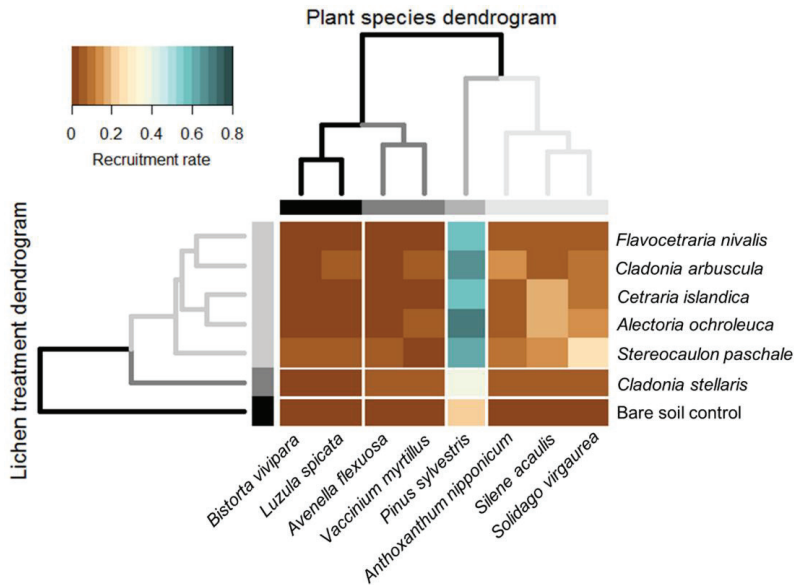 Plant species dendrogram
0 0.2 0.4 0.6 0.8
Recruitment rate
Lichen treatment dendrogram
Flavocetraria nivalis
Cladonia arbuscula
Cetraria islandica
Alectoria ochroleuca
Stereocaulon paschale
Cladonia stellaris
Bare soil control
Bistorta vivipara
Luzula spicata
Avenella flexuosa
Vaccinium myrtillus
Pinus sylvestris
Anthoxanthum nipponicum
Silene acaulis
Solidago virgaurea